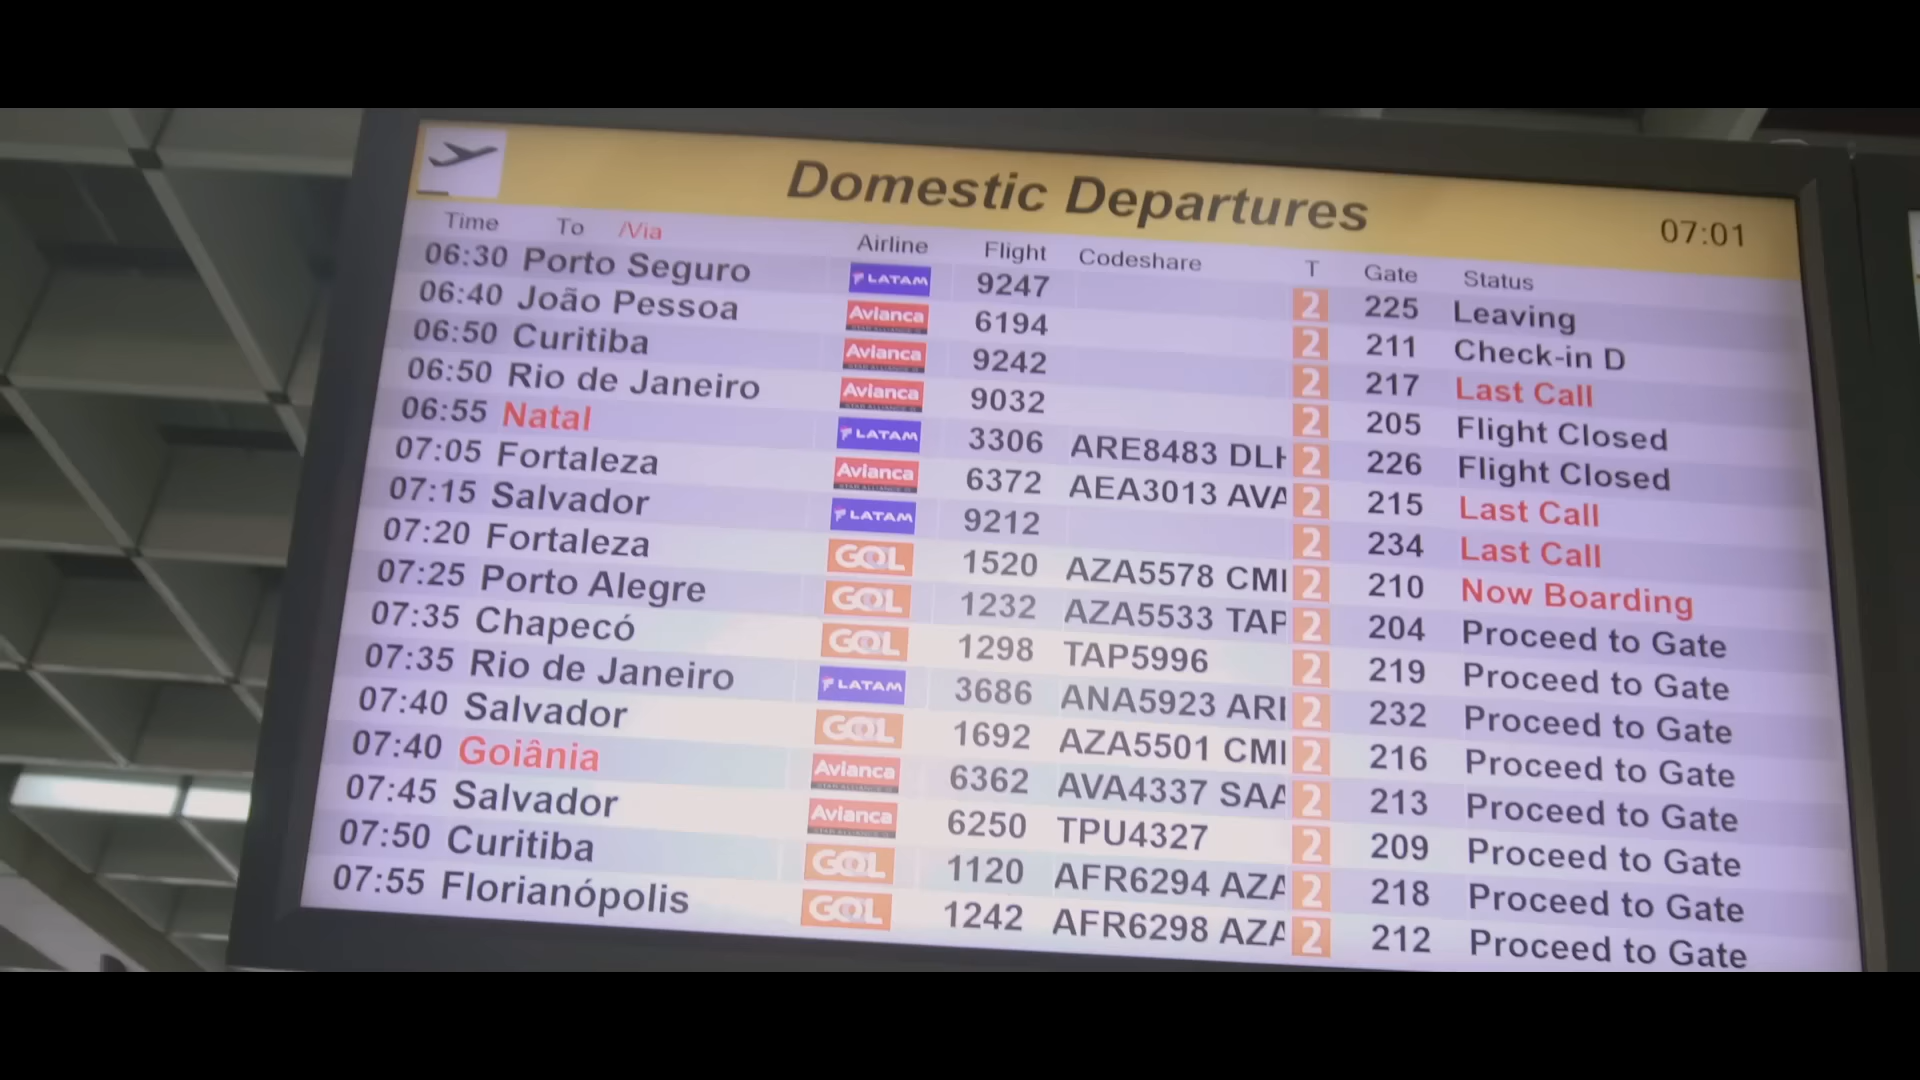 Domestic Departures 07:01
Time To /Via Airline Flight Codeshare T Gate Status
06:30 Porto Seguro LATAM 9247 2 225 Leaving
06:40 João Pessoa Avianca 6194 2 211 Check-in D
06:50 Curitiba Avianca 9242 2 217 Last Call
06:50 Rio de Janeiro Avianca 9032 2 205 Flight Closed
06:55 Natal LATAM 3306 ARE8483 DLH 2 226 Flight Closed
07:05 Fortaleza Avianca 6372 AEA3013 AVA 2 215 Last Call
07:15 Salvador LATAM 9212 2 234 Last Call
07:20 Fortaleza GOL 1520 AZA5578 CM 2 210 Now Boarding
07:25 Porto Alegre GOL 1232 AZA5533 TAP 2 204 Proceed to Gate
07:35 Chapecó GOL 1298 TAP5996 2 219 Proceed to Gate
07:35 Rio de Janeiro LATAM 3686 ANA5923 AR 2 232 Proceed to Gate
07:40 Salvador GOL 1692 AZA5501 CM 2 216 Proceed to Gate
07:40 Goiânia Avianca 6362 AVA4337 SAA 2 213 Proceed to Gate
07:45 Salvador Avianca 6250 TPU4327 2 209 Proceed to Gate
07:50 Curitiba GOL 1120 AFR6294 AZA 2 218 Proceed to Gate
07:55 Florianópolis GOL 1242 AFR6298 AZA 2 212 Proceed to Gate